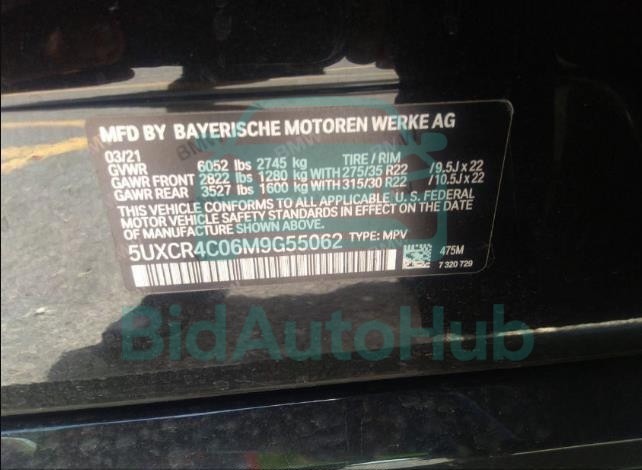 MFD BY BAYERISCHE MOTOREN WERKE AG
03/21
GVWR 6052 lbs 2745 kg TIRE / RIM
GAWR FRONT 2822 lbs 1280 kg WITH 275/35 R22 / 9.5J x 22
GAWR REAR 3527 lbs 1600 kg WITH 315/30 R22 / 10.5J x 22
THIS VEHICLE CONFORMS TO ALL APPLICABLE U.S. FEDERAL
MOTOR VEHICLE SAFETY STANDARDS IN EFFECT ON THE DATE OF
MANUFACTURE SHOWN ABOVE.
5UXCR4C06M9G55062 TYPE: MPV 475M
7 320 729
BidAutoHub